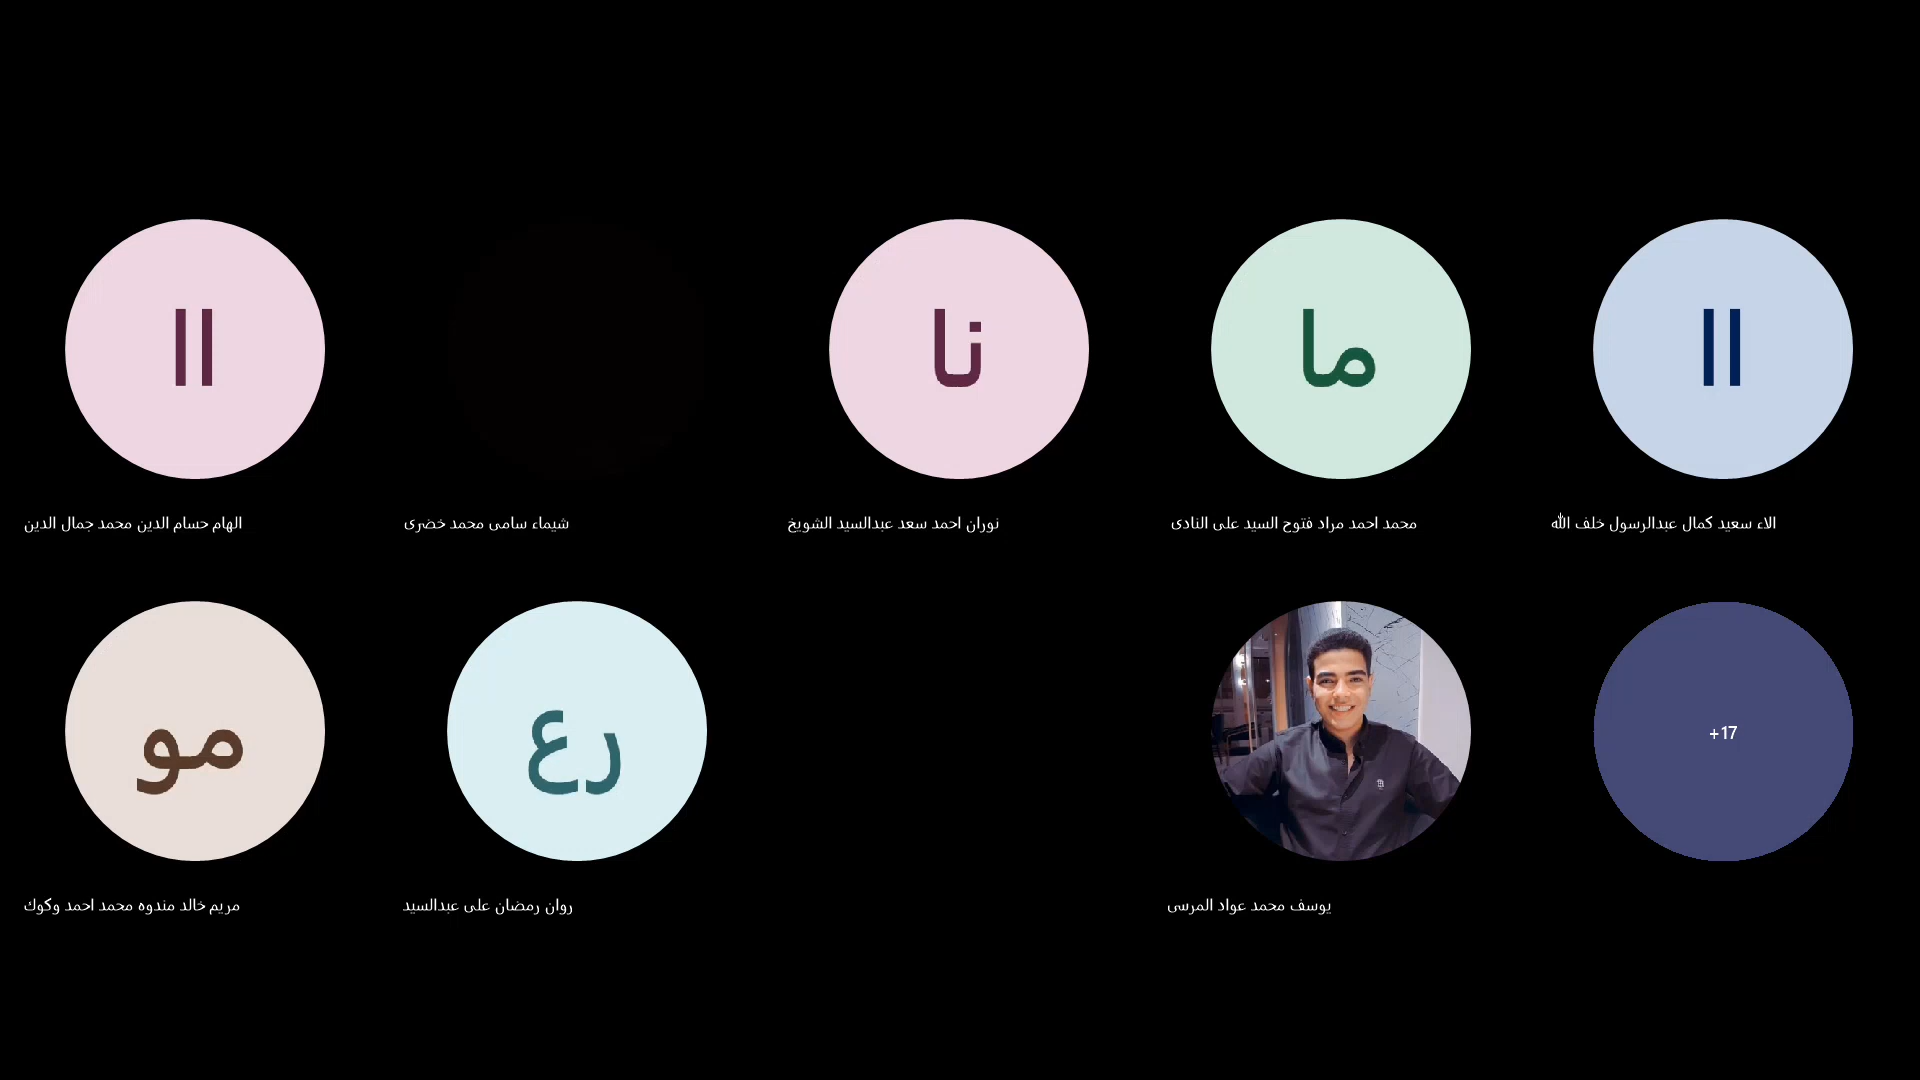 اا
نا
ما
اا
الهام حسام الدين محمد جمال الدين
شيماء سامى محمد خضرى
نوران احمد سعد عبدالسيد الشويخ
محمد احمد مراد فتوح السيد على النادى
الاء سعيد كمال عبدالرسول خلف الله
مو
رع
+17
مريم خالد مندوه محمد احمد وكوك
روان رمضان على عبدالسيد
يوسف محمد عواد المرسى